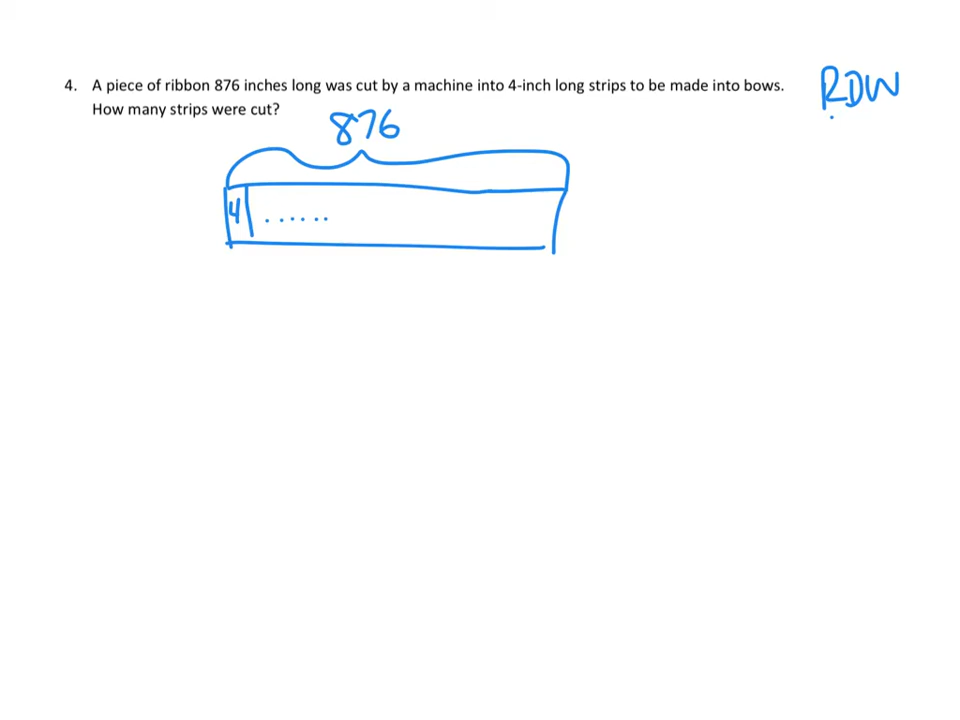 4. A piece of ribbon 876 inches long was cut by a machine into 4-inch long strips to be made into bows.
How many strips were cut?
RDW
876
4 ......